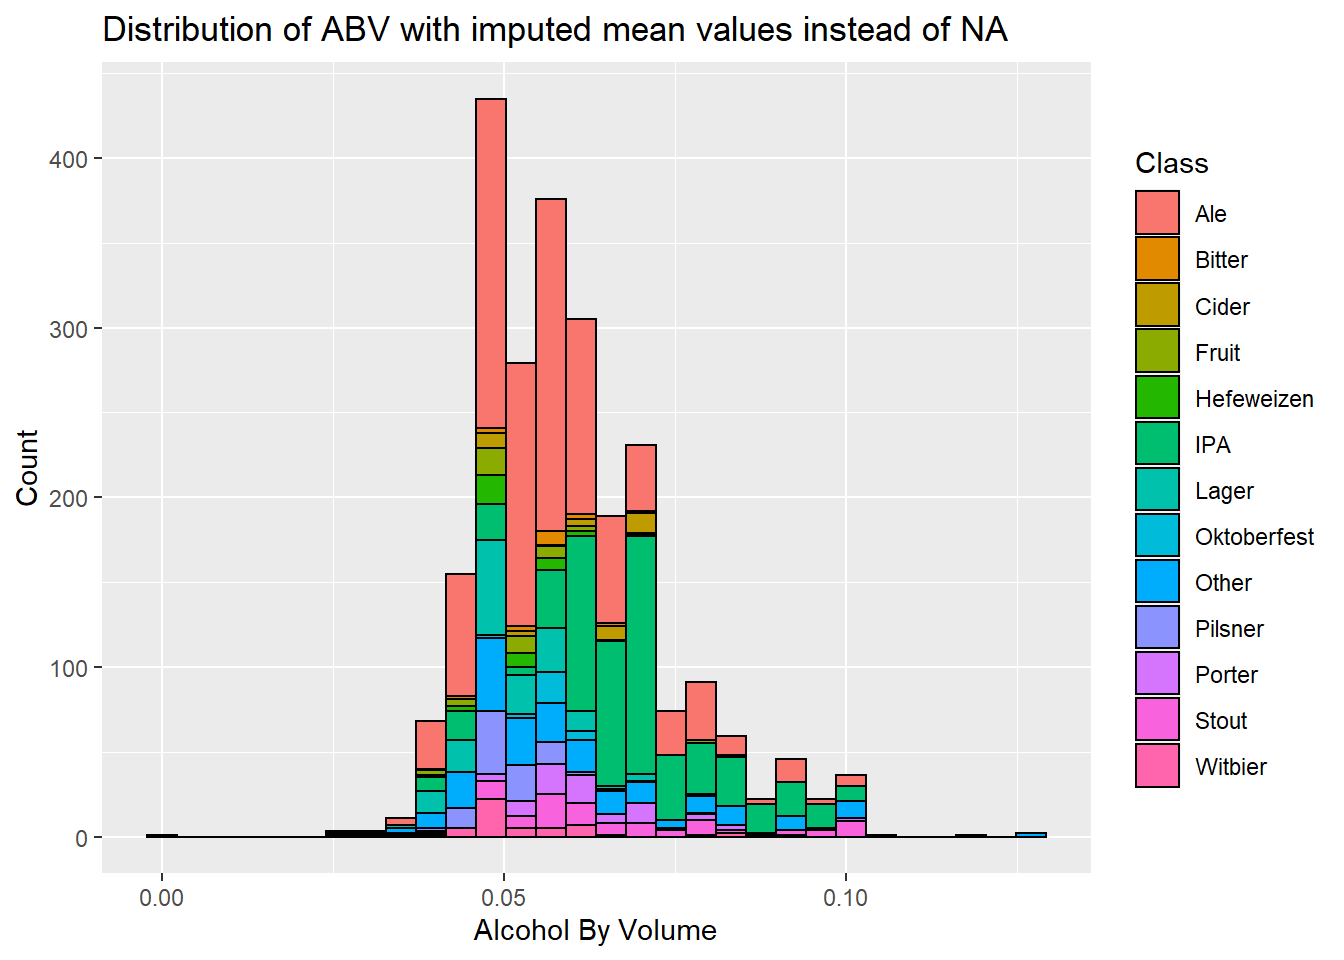 Distribution of ABV with imputed mean values instead of NA
400
300
200
100
0
Count
0.00
0.05
0.10
Alcohol By Volume
Class
Ale
Bitter
Cider
Fruit
Hefeweizen
IPA
Lager
Oktoberfest
Other
Pilsner
Porter
Stout
Witbier